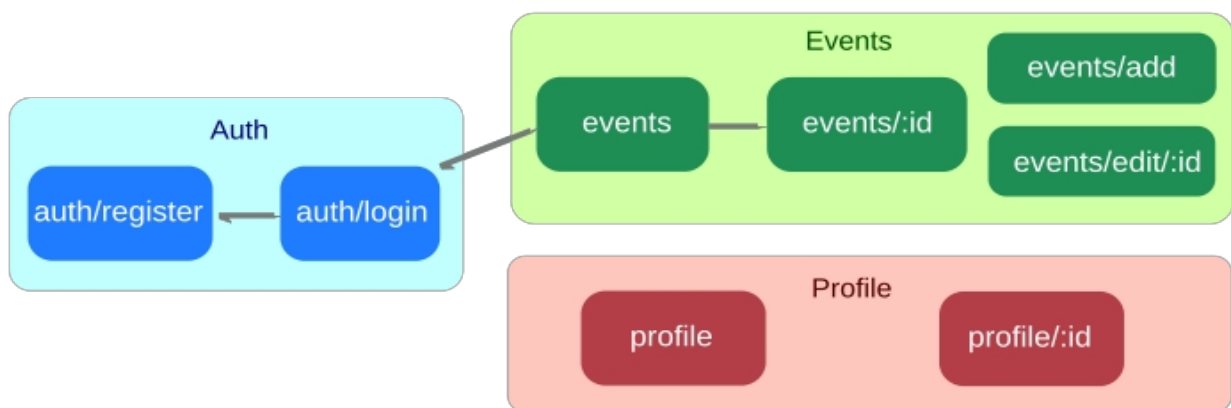 Auth
auth/register
auth/login
Events
events
events/:id
events/add
events/edit/:id
Profile
profile
profile/:id